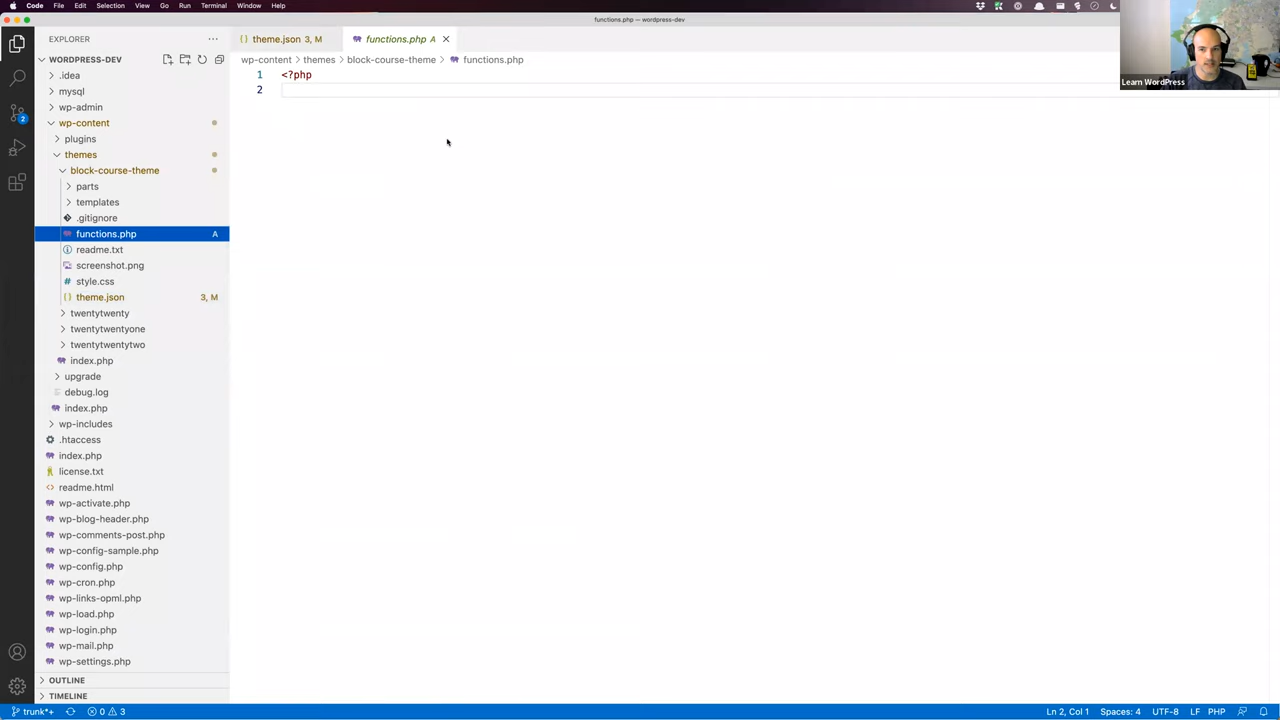 Code File Edit Selection View Go Run Terminal Window Help
functions.php — wordpress-dev
EXPLORER
theme.json 3, M
functions.php A
WORDPRESS-DEV
wp-content themes block-course-theme functions.php
.idea
1 <?php
mysql
2
wp-admin
wp-content
plugins
themes
block-course-theme
parts
templates
.gitignore
functions.php A
readme.txt
screenshot.png
style.css
theme.json 3, M
twentytwenty
twentytwentyone
twentytwentytwo
index.php
upgrade
debug.log
index.php
wp-includes
.htaccess
index.php
license.txt
readme.html
wp-activate.php
wp-blog-header.php
wp-comments-post.php
wp-config-sample.php
wp-config.php
wp-cron.php
wp-links-opml.php
wp-load.php
wp-login.php
wp-mail.php
wp-settings.php
OUTLINE
TIMELINE
Learn WordPress
2
trunk*+ 0 3 Ln 2, Col 1 Spaces: 4 UTF-8 LF PHP